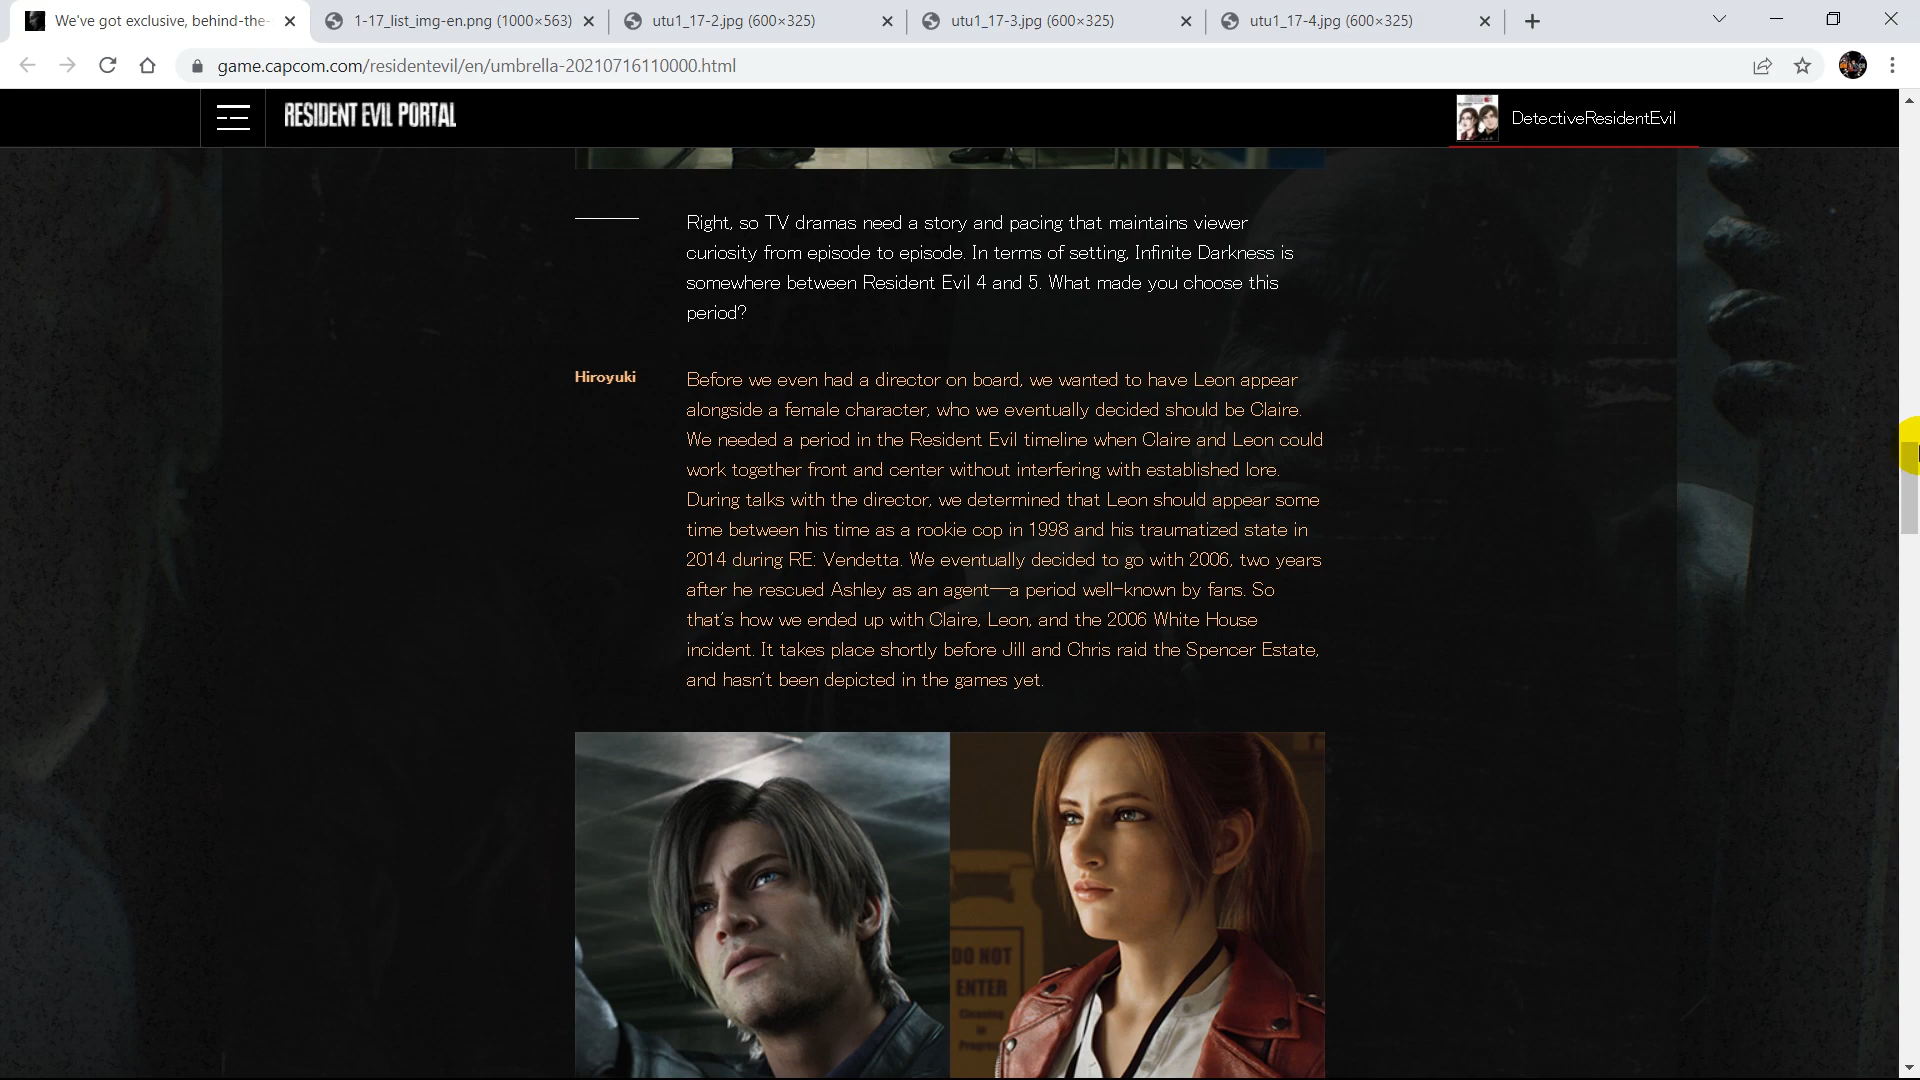 We've got exclusive, behind-the-
1-17_list_img-en.png (1000×563)
utu1_17-2.jpg (600×325)
utu1_17-3.jpg (600×325)
utu1_17-4.jpg (600×325)
game.capcom.com/residentevil/en/umbrella-20210716110000.html
RESIDENT EVIL PORTAL
DetectiveResidentEvil
Right, so TV dramas need a story and pacing that maintains viewer
curiosity from episode to episode. In terms of setting, Infinite Darkness is
somewhere between Resident Evil 4 and 5. What made you choose this
period?
Hiroyuki
Before we even had a director on board, we wanted to have Leon appear
alongside a female character, who we eventually decided should be Claire.
We needed a period in the Resident Evil timeline when Claire and Leon could
work together front and center without interfering with established lore.
During talks with the director, we determined that Leon should appear some
time between his time as a rookie cop in 1998 and his traumatized state in
2014 during RE: Vendetta. We eventually decided to go with 2006, two years
after he rescued Ashley as an agent—a period well-known by fans. So
that's how we ended up with Claire, Leon, and the 2006 White House
incident. It takes place shortly before Jill and Chris raid the Spencer Estate,
and hasn't been depicted in the games yet.
DO NOT
ENTER
Cleaning
in
Progress